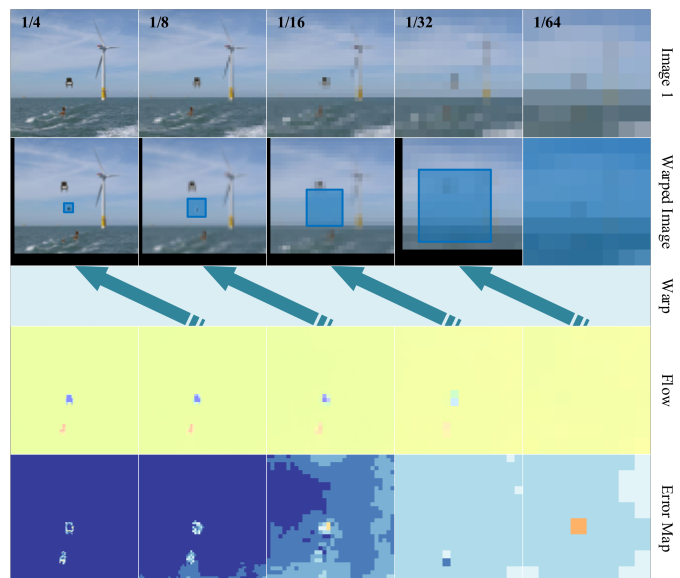 1/4
1/8
1/16
1/32
1/64
Image 1
Warped Image
Warp
Flow
Error Map